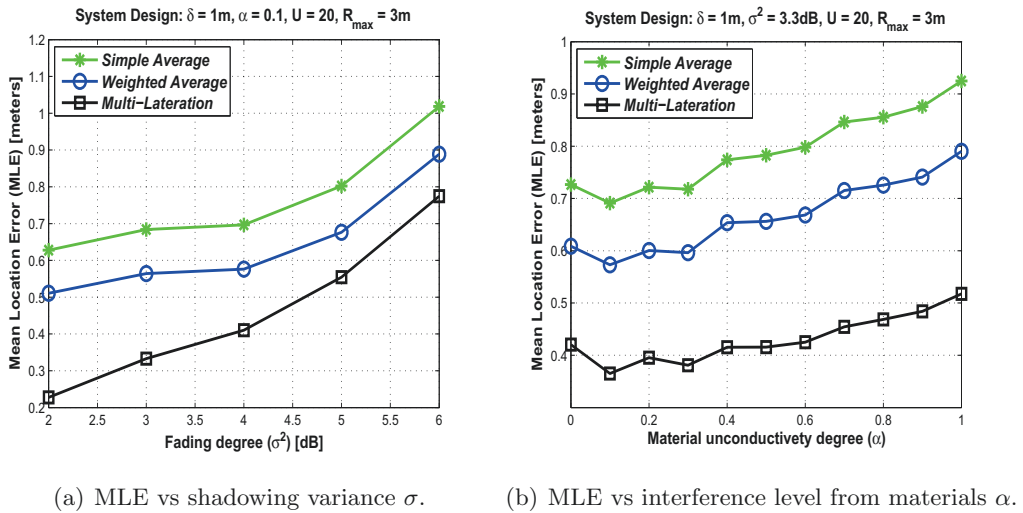 System Design: δ = 1m, α = 0.1, U = 20, R_max = 3m
Simple Average
Weighted Average
Multi−Lateration
Mean Location Error (MLE) [meters]
1.2
1.1
1
0.9
0.8
0.7
0.6
0.5
0.4
0.3
0.2
2 2.5 3 3.5 4 4.5 5 5.5 6
Fading degree (σ²) [dB]
(a) MLE vs shadowing variance σ.
System Design: δ = 1m, σ² = 3.3dB, U = 20, R_max = 3m
Simple Average
Weighted Average
Multi−Lateration
Mean Location Error (MLE) [meters]
1
0.9
0.8
0.7
0.6
0.5
0.4
0 0.2 0.4 0.6 0.8 1
Material unconductivety degree (α)
(b) MLE vs interference level from materials α.